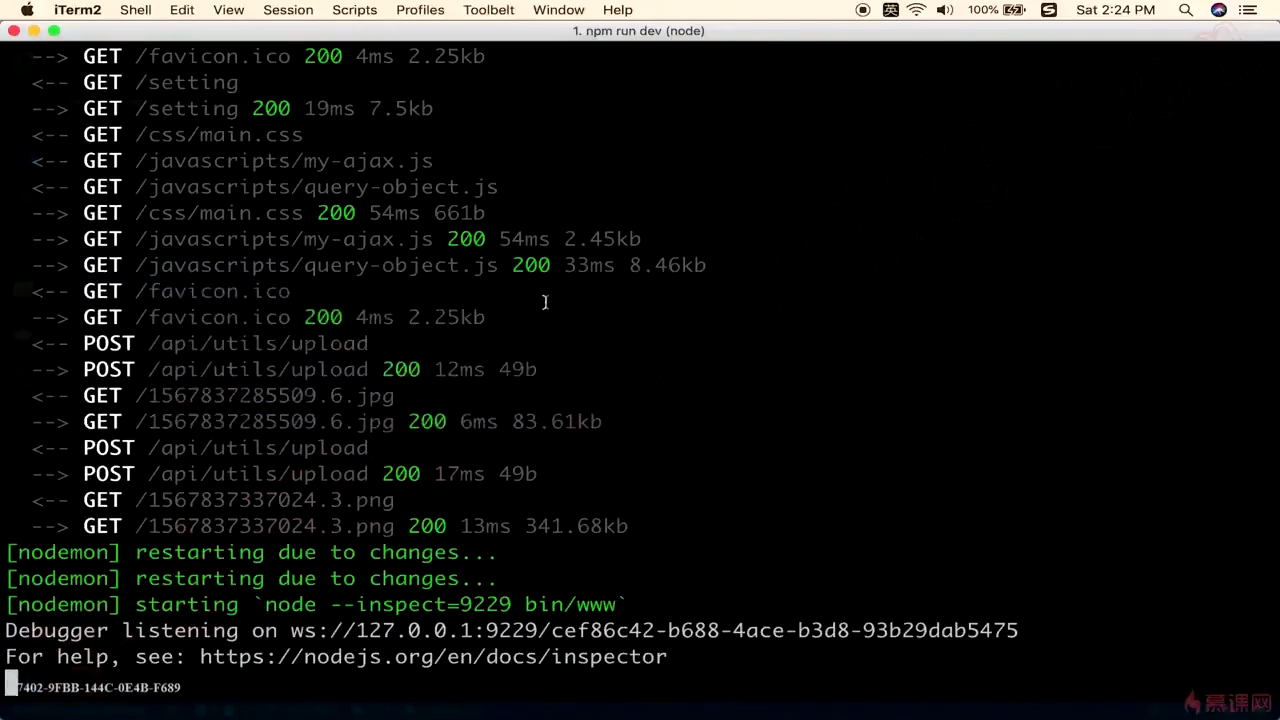 iTerm2 Shell Edit View Session Scripts Profiles Toolbelt Window Help 英 100% S Sat 2:24 PM
1. npm run dev (node)
--> GET /favicon.ico 200 4ms 2.25kb
<-- GET /setting
--> GET /setting 200 19ms 7.5kb
<-- GET /css/main.css
<-- GET /javascripts/my-ajax.js
<-- GET /javascripts/query-object.js
--> GET /css/main.css 200 54ms 661b
--> GET /javascripts/my-ajax.js 200 54ms 2.45kb
--> GET /javascripts/query-object.js 200 33ms 8.46kb
<-- GET /favicon.ico
--> GET /favicon.ico 200 4ms 2.25kb
<-- POST /api/utils/upload
--> POST /api/utils/upload 200 12ms 49b
<-- GET /1567837285509.6.jpg
--> GET /1567837285509.6.jpg 200 6ms 83.61kb
<-- POST /api/utils/upload
--> POST /api/utils/upload 200 17ms 49b
<-- GET /1567837337024.3.png
--> GET /1567837337024.3.png 200 13ms 341.68kb
[nodemon] restarting due to changes...
[nodemon] restarting due to changes...
[nodemon] starting `node --inspect=9229 bin/www`
Debugger listening on ws://127.0.0.1:9229/cef86c42-b688-4ace-b3d8-93b29dab5475
For help, see: https://nodejs.org/en/docs/inspector
7402-9FBB-144C-0E4B-F689
慕课网